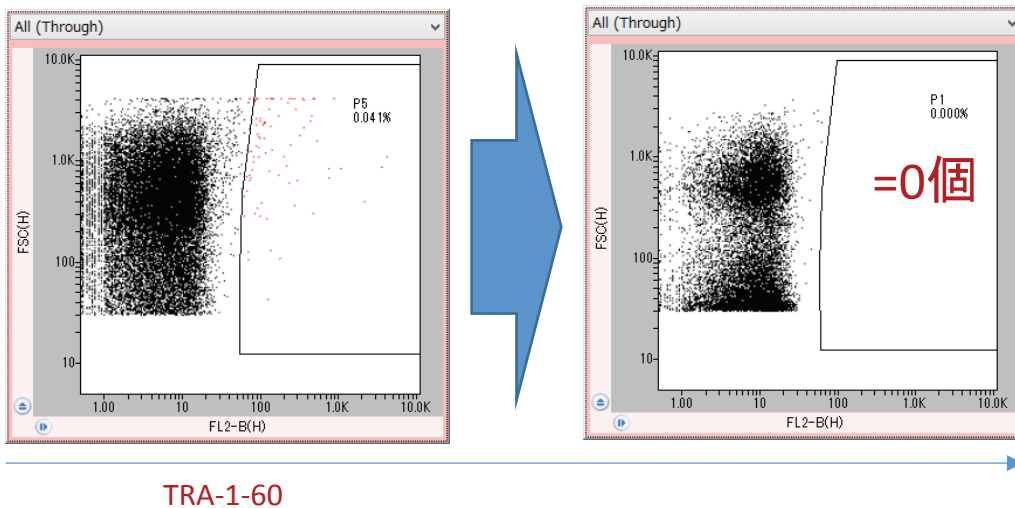 All (Through)
10.0K
P5
0.041%
1.0K
FSC(H)
100
10
1.00 10 100 1.0K 10.0K
FL2-B(H)
All (Through)
10.0K
P1
0.000%
1.0K
=0個
FSC(H)
100
10
1.00 10 100 1.0K 10.0K
FL2-B(H)
TRA-1-60